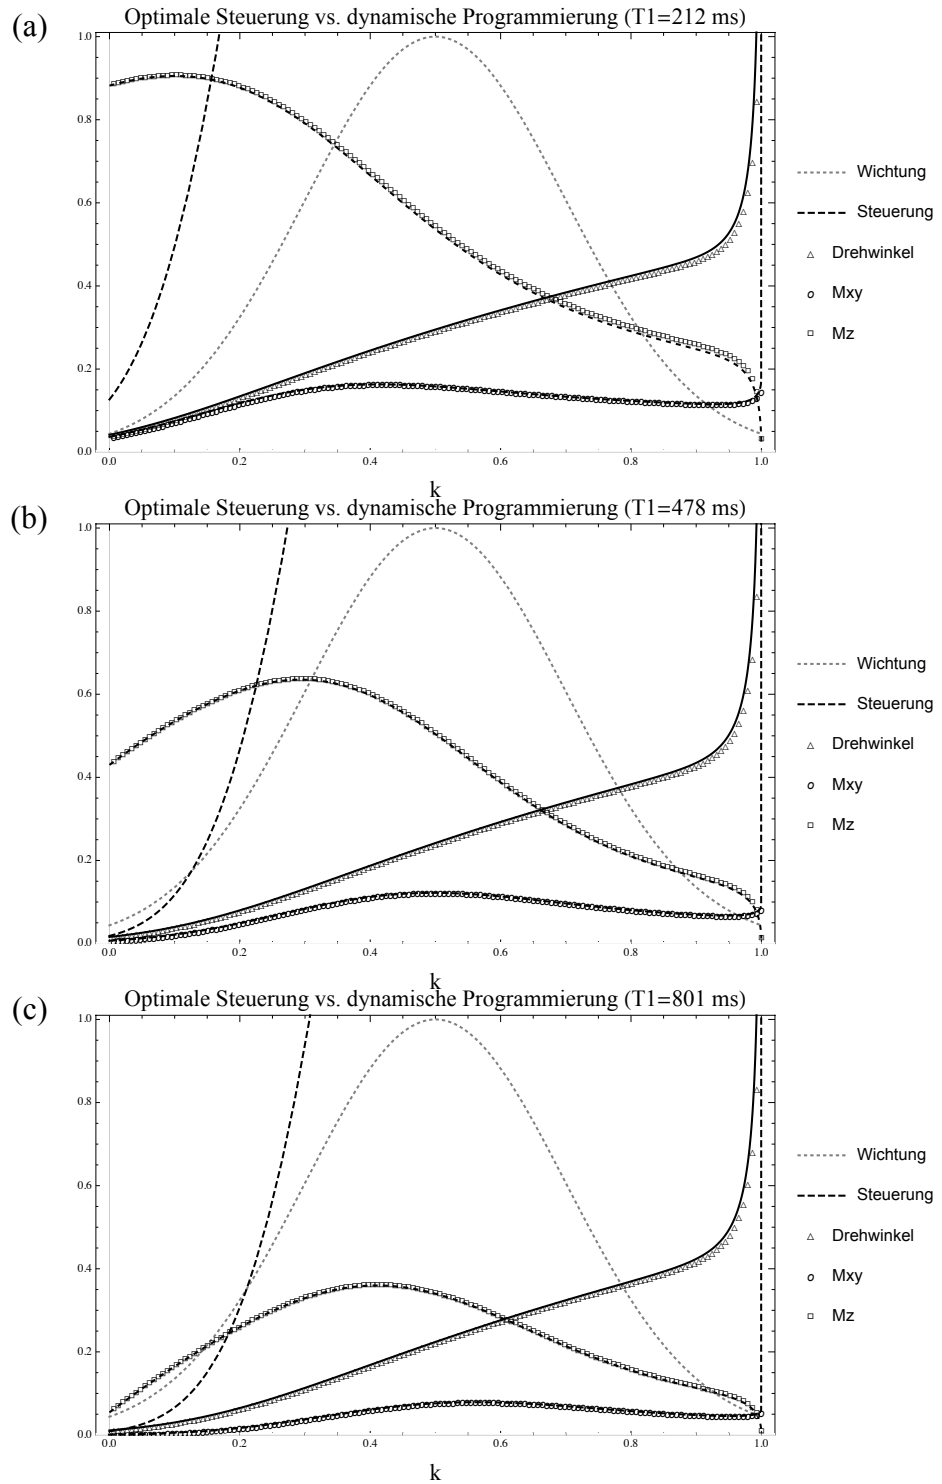 (a)
Optimale Steuerung vs. dynamische Programmierung (T1=212 ms)
1.0
0.8
0.6
0.4
0.2
0.0
0.0 0.2 0.4 0.6 0.8 1.0
k
Wichtung
Steuerung
Drehwinkel
Mxy
Mz
(b)
Optimale Steuerung vs. dynamische Programmierung (T1=478 ms)
1.0
0.8
0.6
0.4
0.2
0.0
0.0 0.2 0.4 0.6 0.8 1.0
k
Wichtung
Steuerung
Drehwinkel
Mxy
Mz
(c)
Optimale Steuerung vs. dynamische Programmierung (T1=801 ms)
1.0
0.8
0.6
0.4
0.2
0.0
0.0 0.2 0.4 0.6 0.8 1.0
k
Wichtung
Steuerung
Drehwinkel
Mxy
Mz